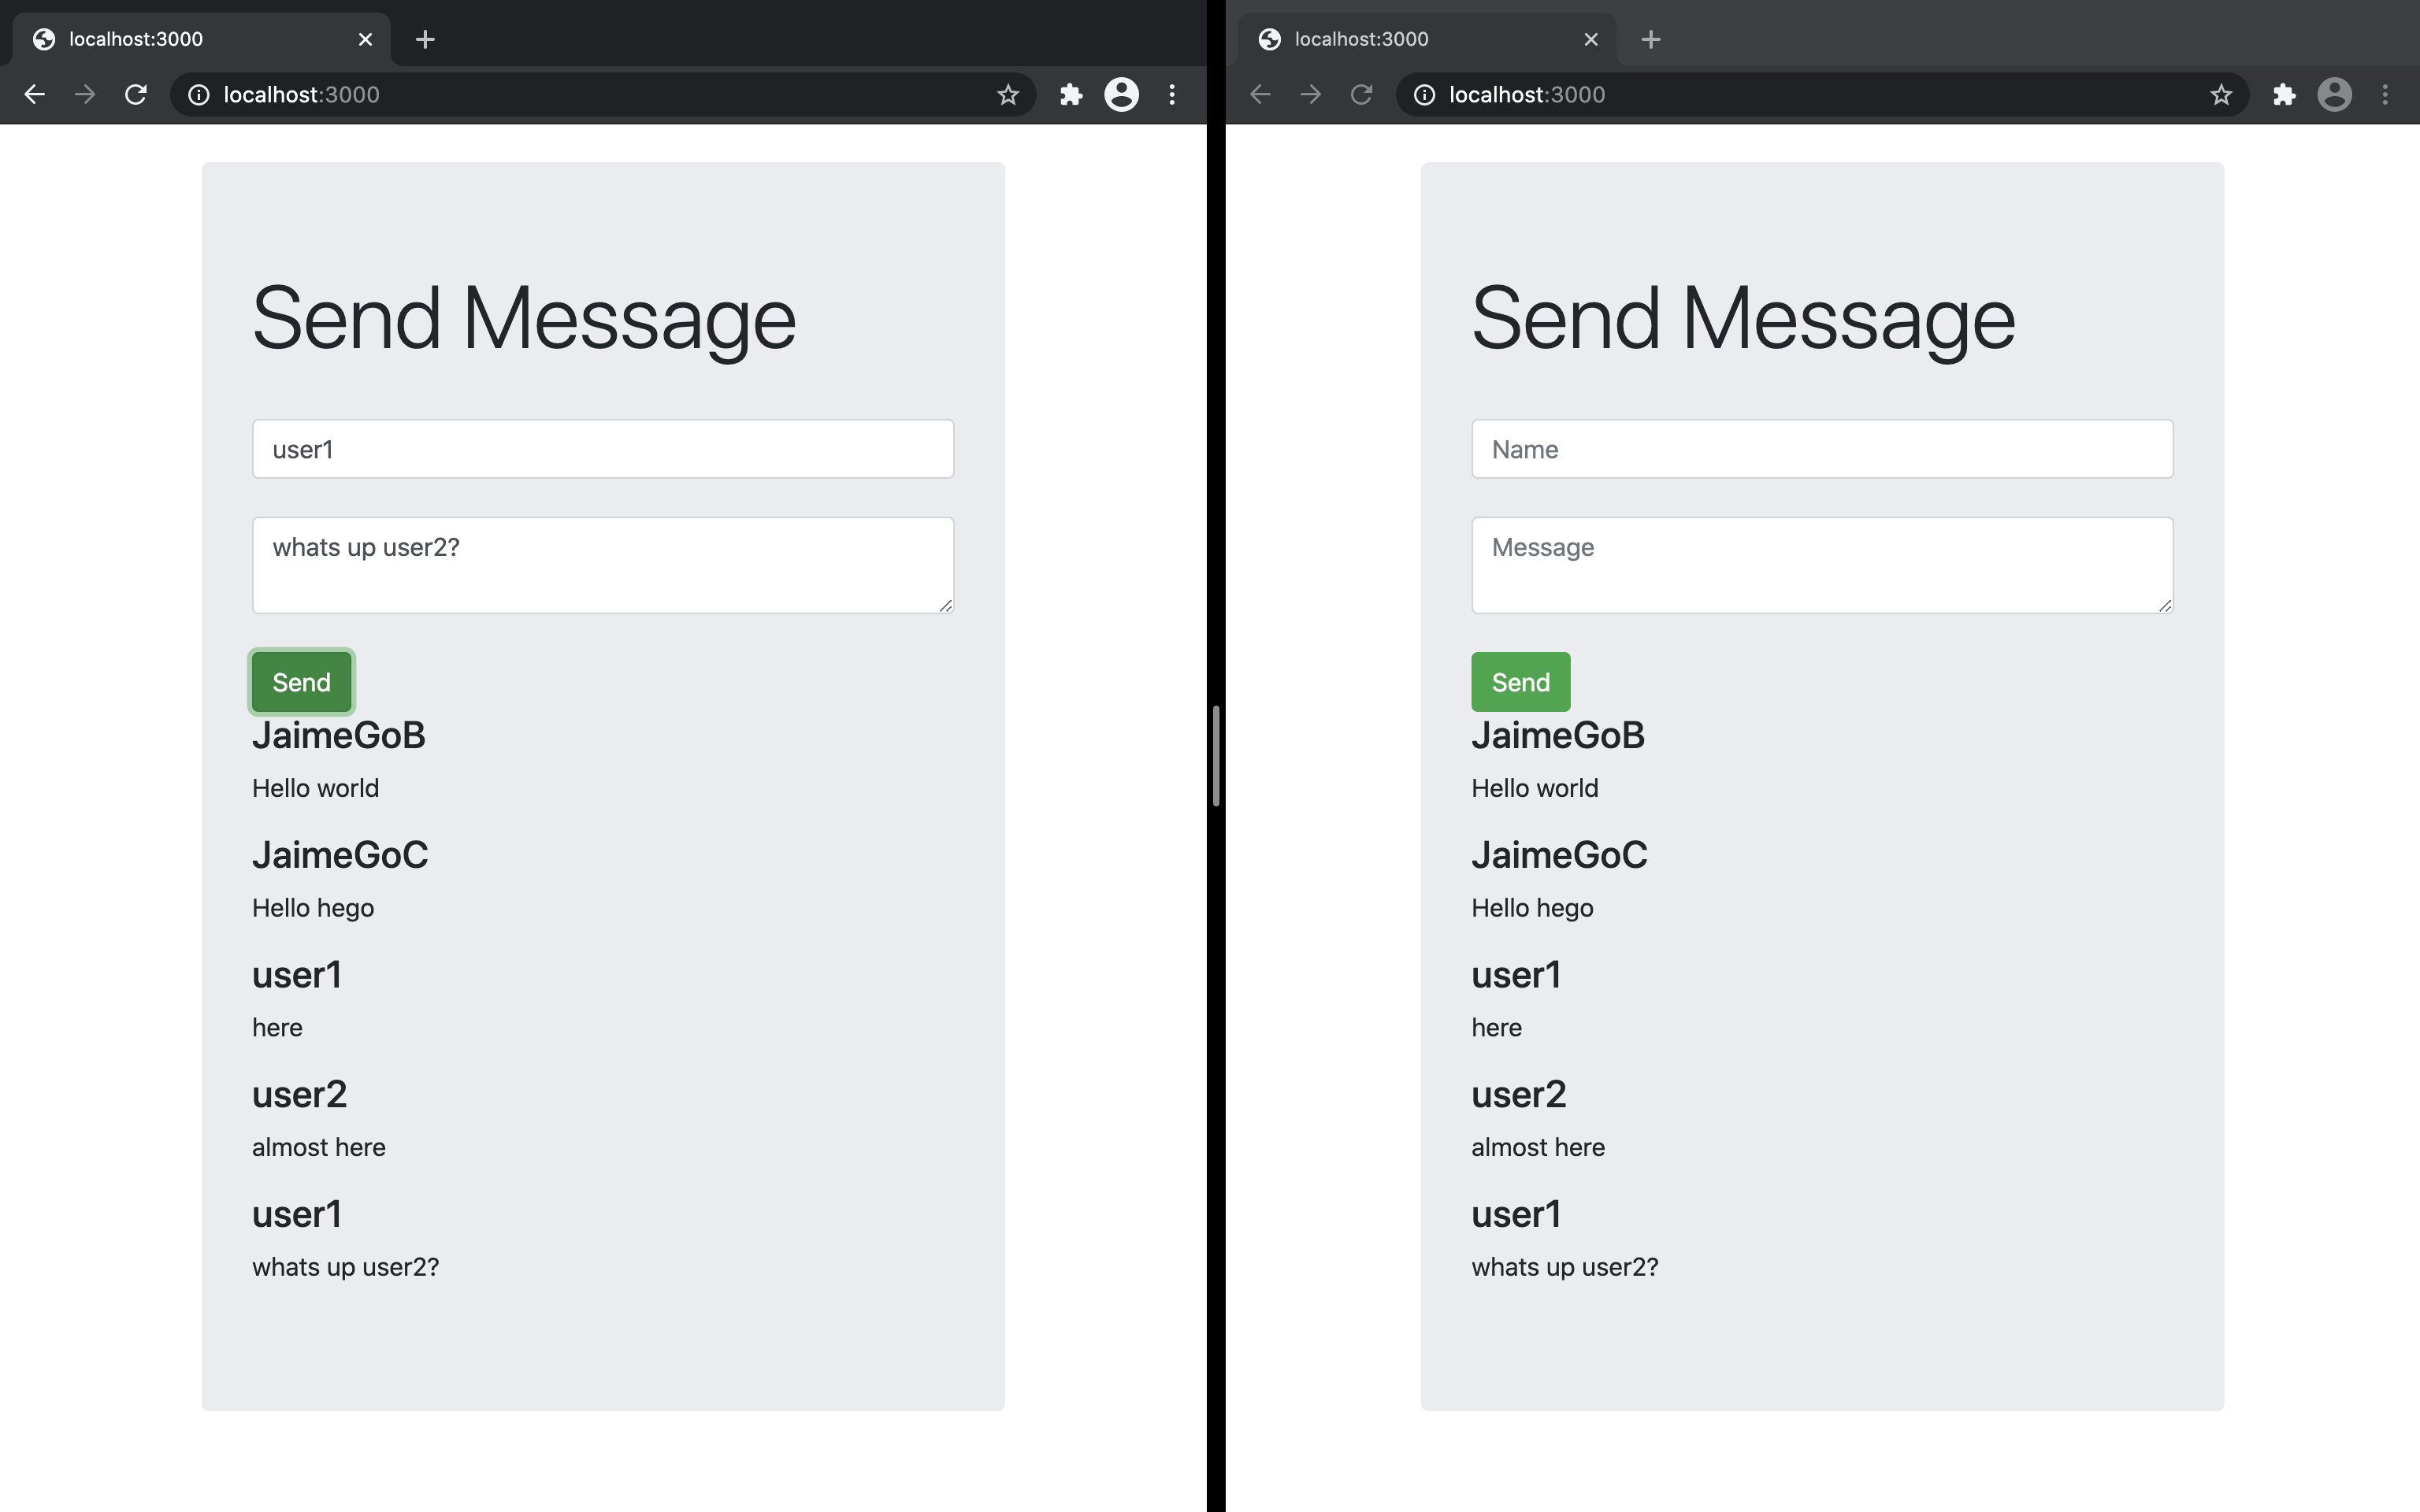 localhost:3000
localhost:3000
Send Message
user1
whats up user2?
Send
JaimeGoB
Hello world
JaimeGoC
Hello hego
user1
here
user2
almost here
user1
whats up user2?
localhost:3000
localhost:3000
Send Message
Name
Message
Send
JaimeGoB
Hello world
JaimeGoC
Hello hego
user1
here
user2
almost here
user1
whats up user2?